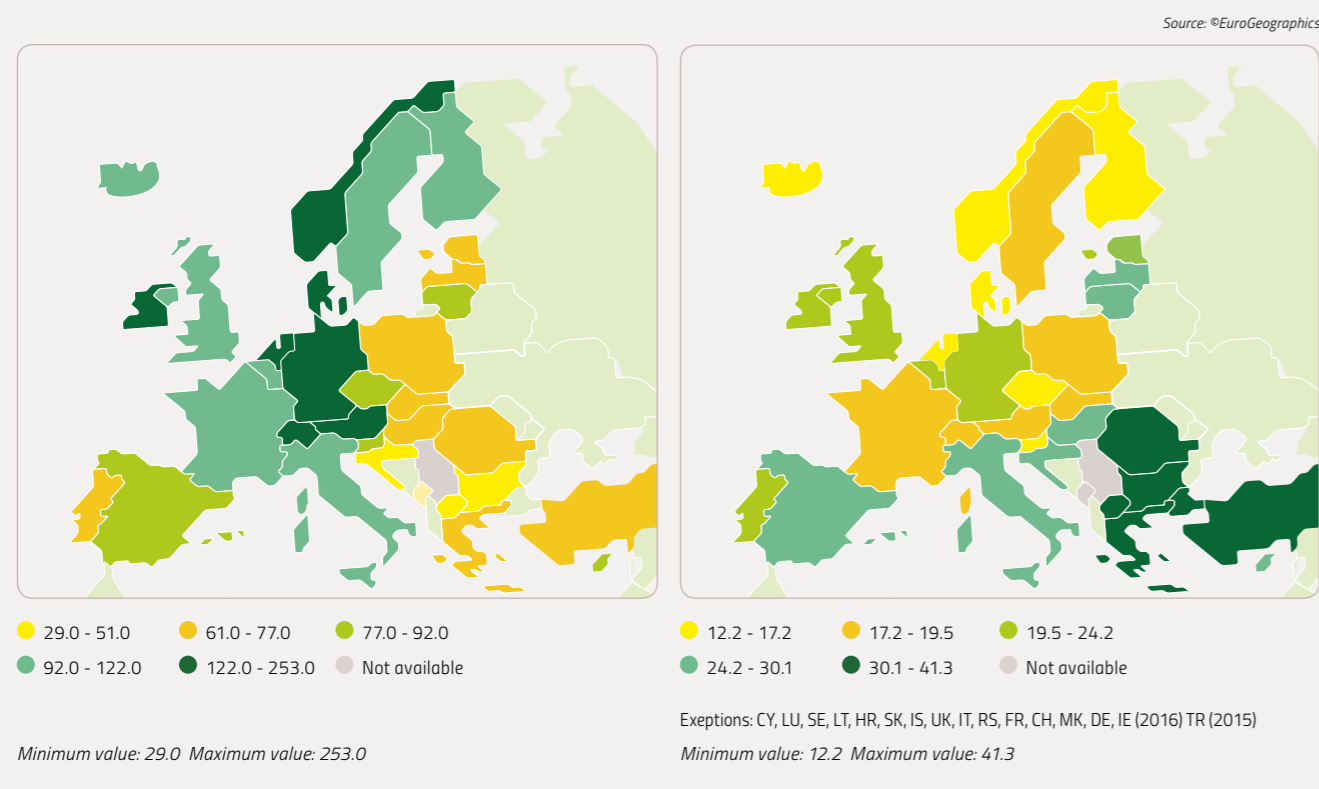 Source: ©EuroGeographics
29.0 - 51.0 61.0 - 77.0 77.0 - 92.0
92.0 - 122.0 122.0 - 253.0 Not available
Minimum value: 29.0 Maximum value: 253.0
12.2 - 17.2 17.2 - 19.5 19.5 - 24.2
24.2 - 30.1 30.1 - 41.3 Not available
Exeptions: CY, LU, SE, LT, HR, SK, IS, UK, IT, RS, FR, CH, MK, DE, IE (2016) TR (2015)
Minimum value: 12.2 Maximum value: 41.3